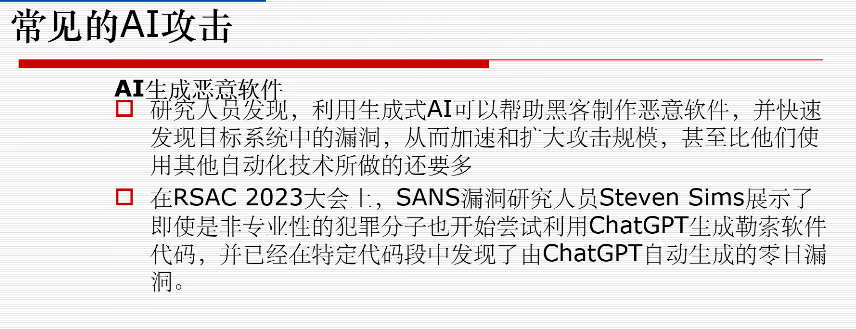 常见的AI攻击
AI生成恶意软件
研究人员发现，利用生成式AI可以帮助黑客制作恶意软件，并快速
发现目标系统中的漏洞，从而加速和扩大攻击规模，甚至比他们使
用其他自动化技术所做的还要多
在RSAC 2023大会上，SANS漏洞研究人员Steven Sims展示了
即使是非专业性的犯罪分子也开始尝试利用ChatGPT生成勒索软件
代码，并已经在特定代码段中发现了由ChatGPT自动生成的零日漏
洞。